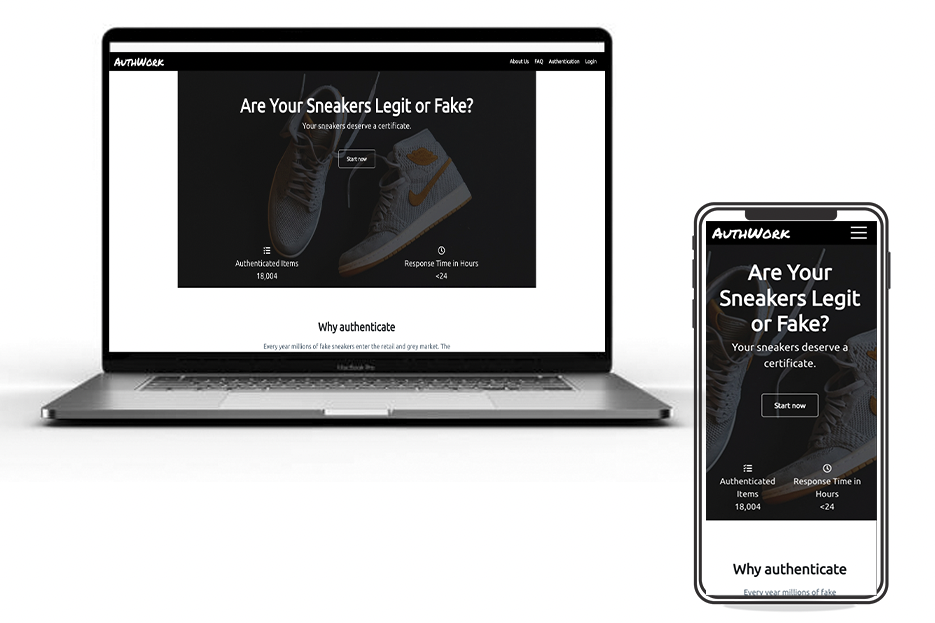 AUTHWORK
About Us FAQ Authentication Login
Are Your Sneakers Legit or Fake?
Your sneakers deserve a certificate.
Start now
Authenticated Items
18,004
Response Time in Hours
<24
Why authenticate
Every year millions of fake sneakers enter the retail and grey market. The
MacBook Pro
AUTHWORK
Are Your
Sneakers Legit
or Fake?
Your sneakers deserve a
certificate.
Start now
Authenticated
Items
18,004
Response Time in
Hours
<24
Why authenticate
Every year millions of fake